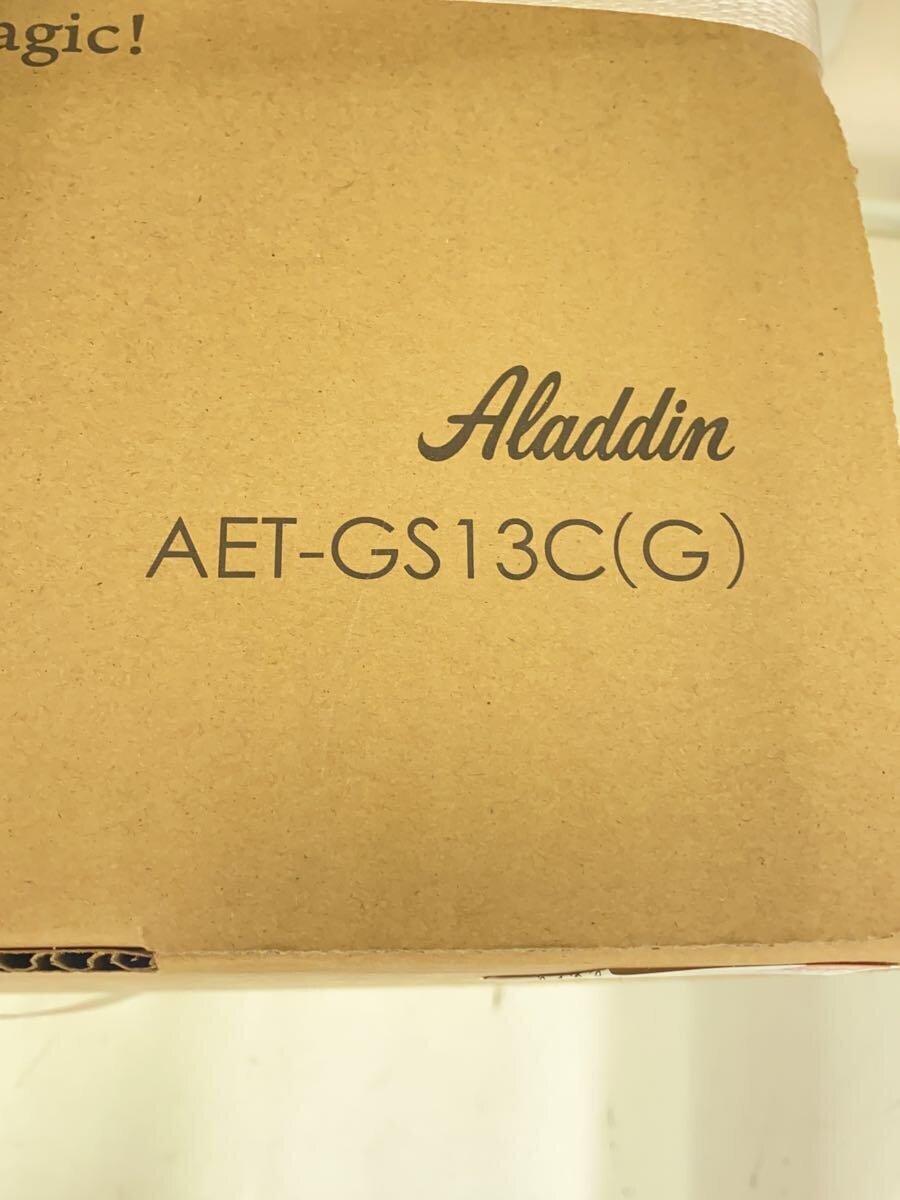 agic!
Aladdin
AET-GS13C(G)